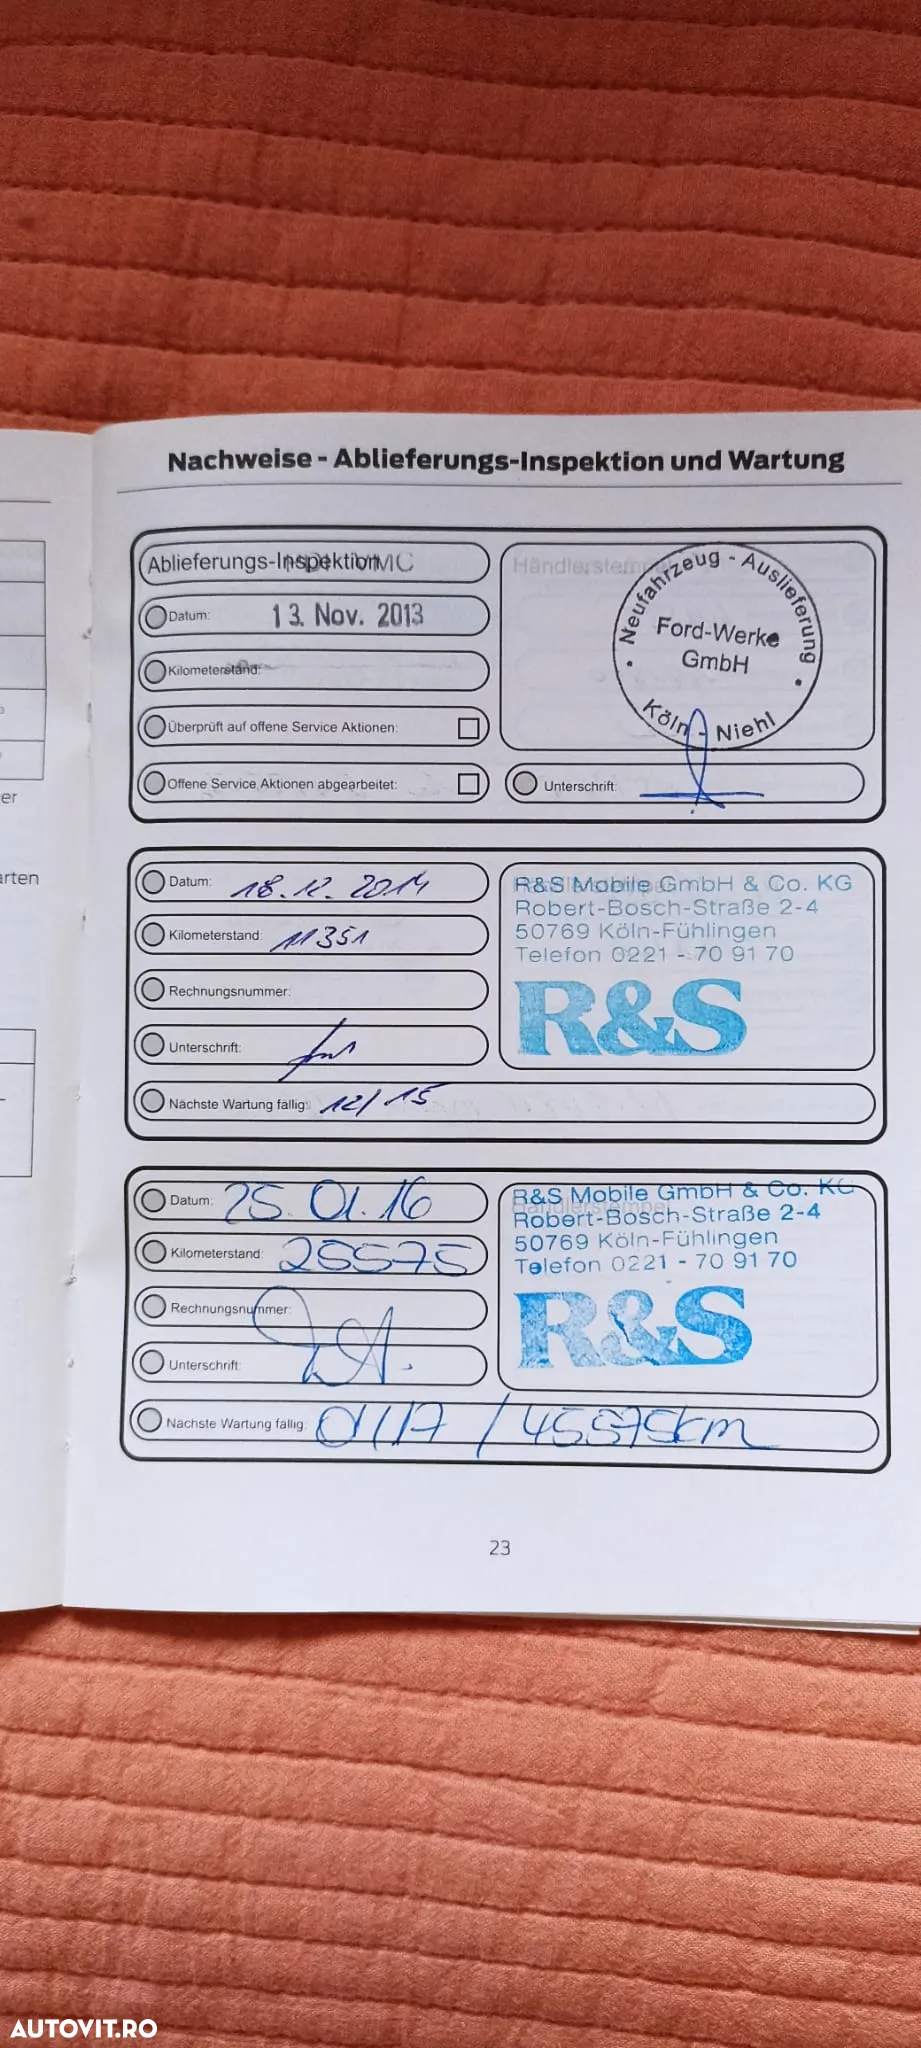 Nachweise - Ablieferungs-Inspektion und Wartung
Ablieferungs-Inspektion
Händlerstempel
Datum: 13. Nov. 2013
Neufahrzeug - Auslieferung
Ford-Werke
GmbH
Köln - Niehl
Kilometerstand:
Überprüft auf offene Service Aktionen:
Offene Service Aktionen abgearbeitet:
Unterschrift:
Datum: 18.12.2014
Kilometerstand: 11351
Rechnungsnummer:
Unterschrift:
Nächste Wartung fällig: 12/15
R&S Mobile GmbH & Co. KG
Robert-Bosch-Straße 2-4
50769 Köln-Fühlingen
Telefon 0221 - 70 91 70
R&S
Datum: 25.01.16
Kilometerstand: 25575
Rechnungsnummer:
Unterschrift:
Nächste Wartung fällig: 01/17 / 45575km
R&S Mobile GmbH & Co. KG
Händlerstempel
Robert-Bosch-Straße 2-4
50769 Köln-Fühlingen
Telefon 0221 - 70 91 70
R&S
23
er
arten
AUTOVIT.RO